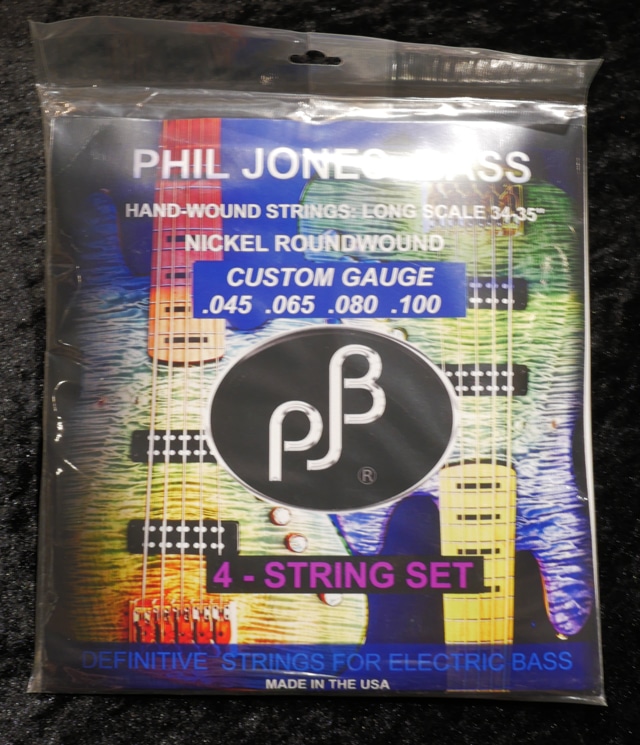 PHIL JONES BASS
HAND-WOUND STRINGS: LONG SCALE 34-35"
NICKEL ROUNDWOUND
CUSTOM GAUGE
.045 .065 .080 .100
PJB
®
4 - STRING SET
DEFINITIVE STRINGS FOR ELECTRIC BASS
MADE IN THE USA